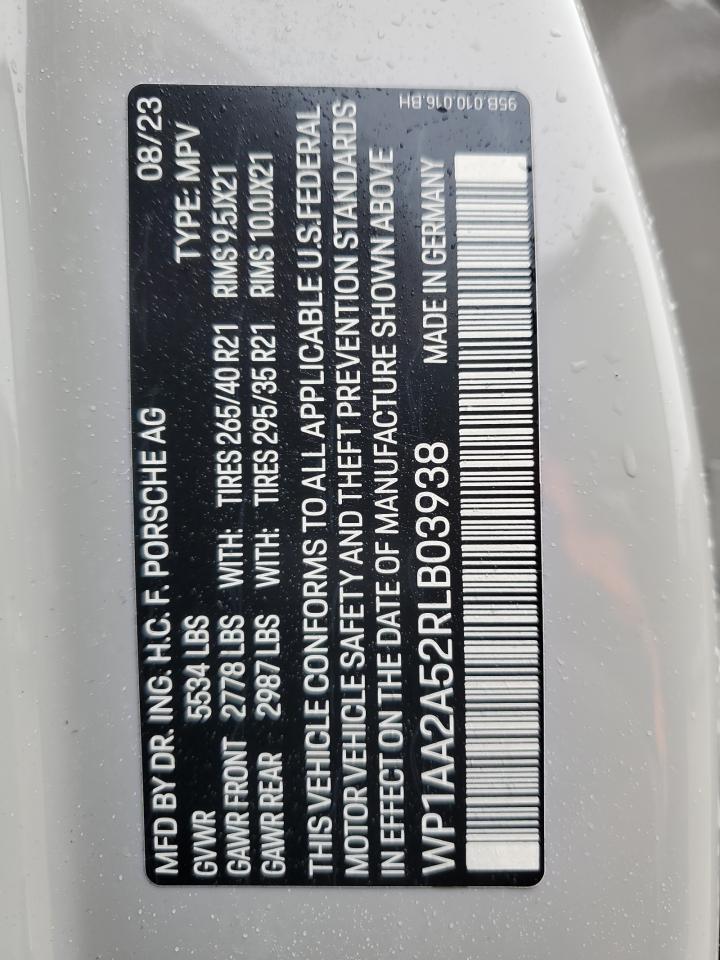 MFD BY DR. ING. H.C. F. PORSCHE AG 08/23
GVWR 5534 LBS TYPE: MPV
GAWR FRONT 2778 LBS WITH: TIRES 265/40 R21 RIMS 9.5JX21
GAWR REAR 2987 LBS WITH: TIRES 295/35 R21 RIMS 10.0JX21
THIS VEHICLE CONFORMS TO ALL APPLICABLE U.S.FEDERAL
MOTOR VEHICLE SAFETY AND THEFT PREVENTION STANDARDS
IN EFFECT ON THE DATE OF MANUFACTURE SHOWN ABOVE
WP1AA2A52RLB03938 MADE IN GERMANY
95B.010.016.BH